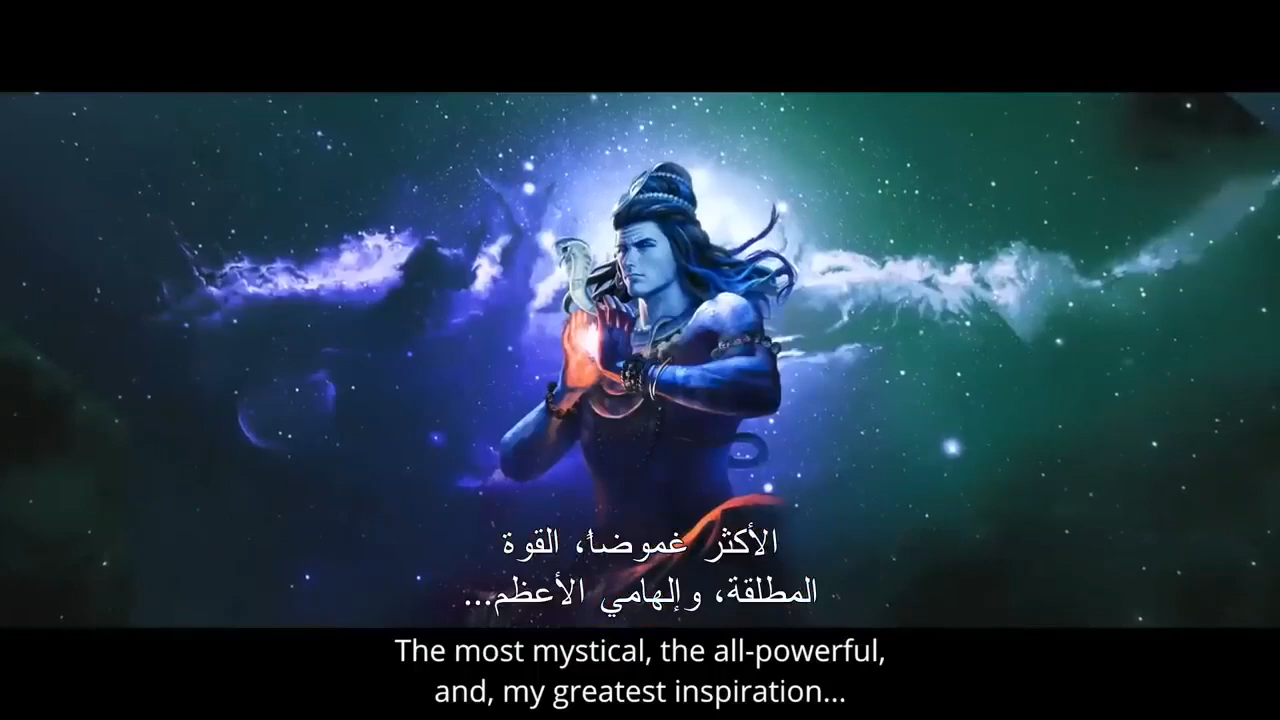 الأكثر غموضاً، القوة
المطلقة، وإلهامي الأعظم...
The most mystical, the all-powerful,
and, my greatest inspiration...